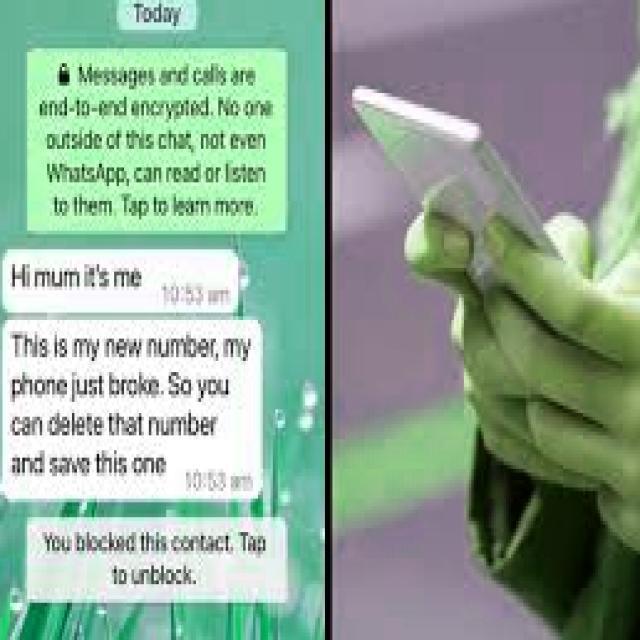 Today
Messages and calls are
end-to-end encrypted. No one
outside of this chat, not even
WhatsApp, can read or listen
to them. Tap to learn more.
Hi mum it's me
10:53 am
This is my new number, my
phone just broke. So you
can delete that number
and save this one
10:53 am
You blocked this contact. Tap
to unblock.